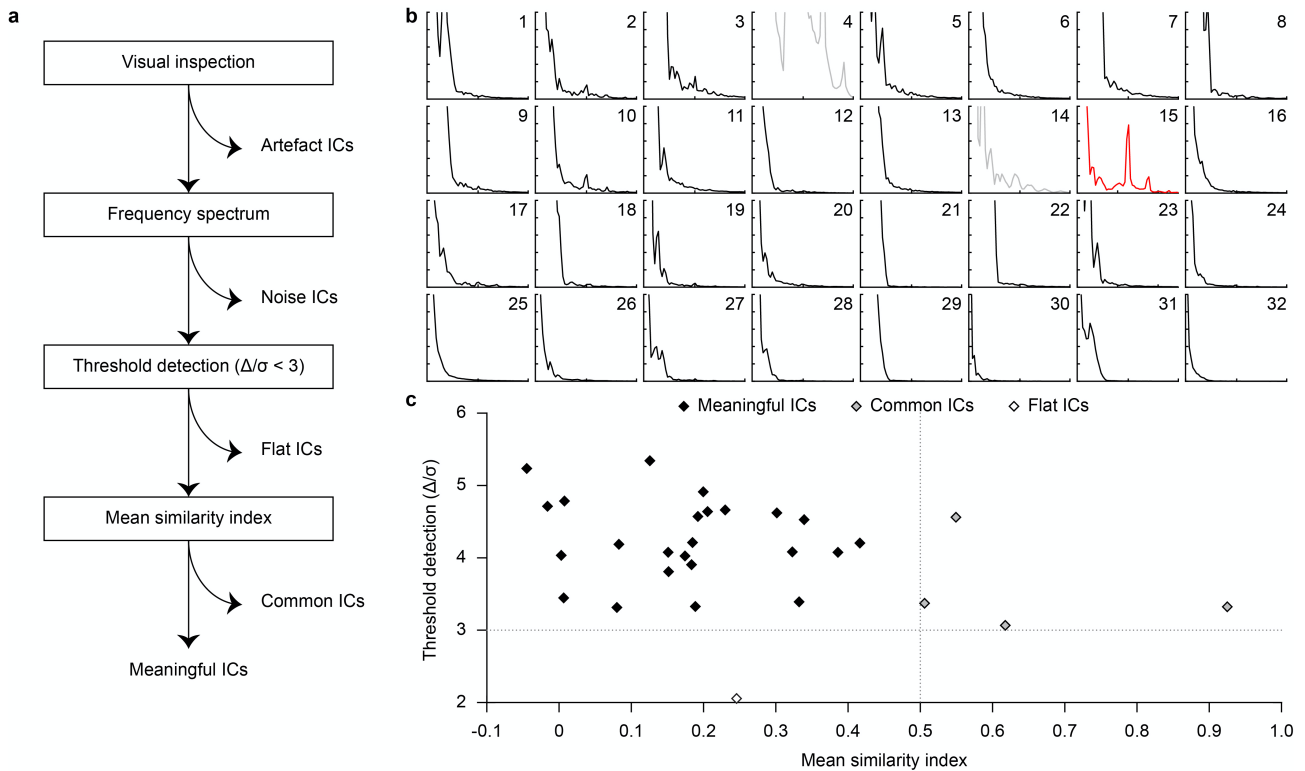 a
Visual inspection
Artefact ICs
Frequency spectrum
Noise ICs
Threshold detection (Δ/σ < 3)
Flat ICs
Mean similarity index
Common ICs
Meaningful ICs
b
1 2 3 4 5 6 7 8
9 10 11 12 13 14 15 16
17 18 19 20 21 22 23 24
25 26 27 28 29 30 31 32
c
Meaningful ICs Common ICs Flat ICs
Threshold detection (Δ/σ)
6
5
4
3
2
-0.1 0 0.1 0.2 0.3 0.4 0.5 0.6 0.7 0.8 0.9 1.0
Mean similarity index